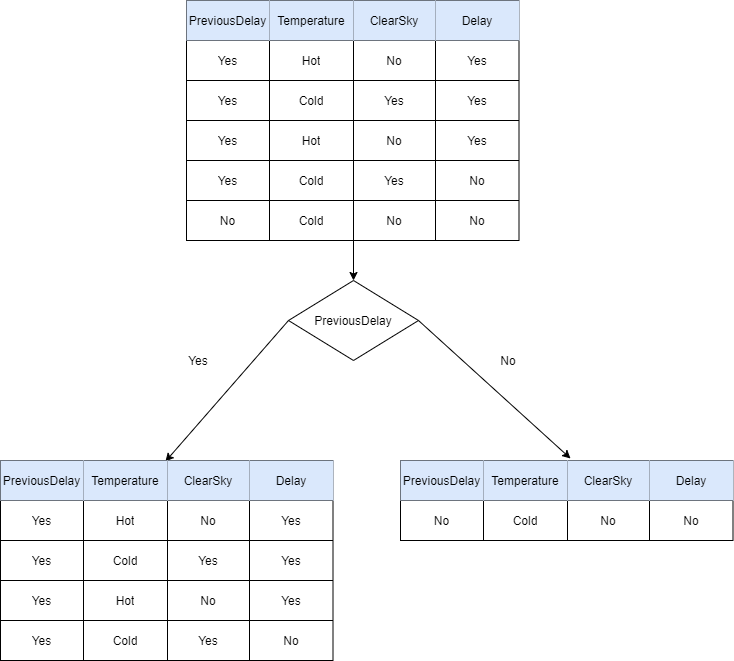 PreviousDelay Temperature ClearSky Delay
Yes Hot No Yes
Yes Cold Yes Yes
Yes Hot No Yes
Yes Cold Yes No
No Cold No No
PreviousDelay
Yes
No
PreviousDelay Temperature ClearSky Delay
Yes Hot No Yes
Yes Cold Yes Yes
Yes Hot No Yes
Yes Cold Yes No
PreviousDelay Temperature ClearSky Delay
No Cold No No